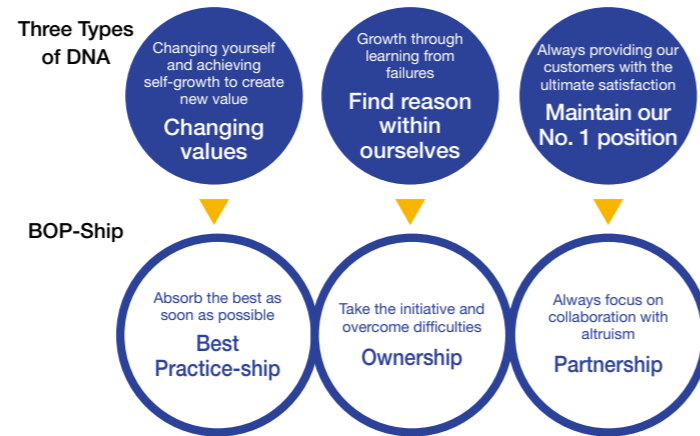 Three Types
of DNA
Changing yourself
and achieving
self-growth to create
new value
Changing
values
Growth through
learning from
failures
Find reason
within
ourselves
Always providing our
customers with the
ultimate satisfaction
Maintain our
No. 1 position
BOP-Ship
Absorb the best as
soon as possible
Best
Practice-ship
Take the initiative and
overcome difficulties
Ownership
Always focus on
collaboration with
altruism
Partnership